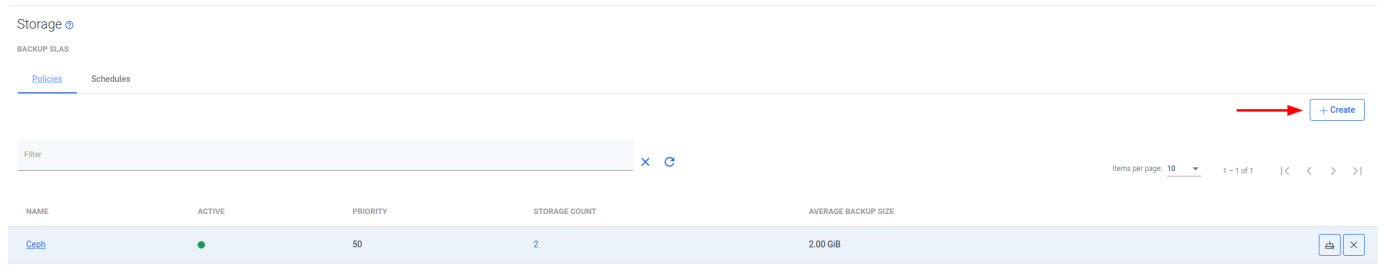 Storage
BACKUP SLAS
Policies Schedules
Create
Filter
Items per page: 10 1 – 1 of 1
NAME ACTIVE PRIORITY STORAGE COUNT AVERAGE BACKUP SIZE
Ceph 50 2 2.00 GiB